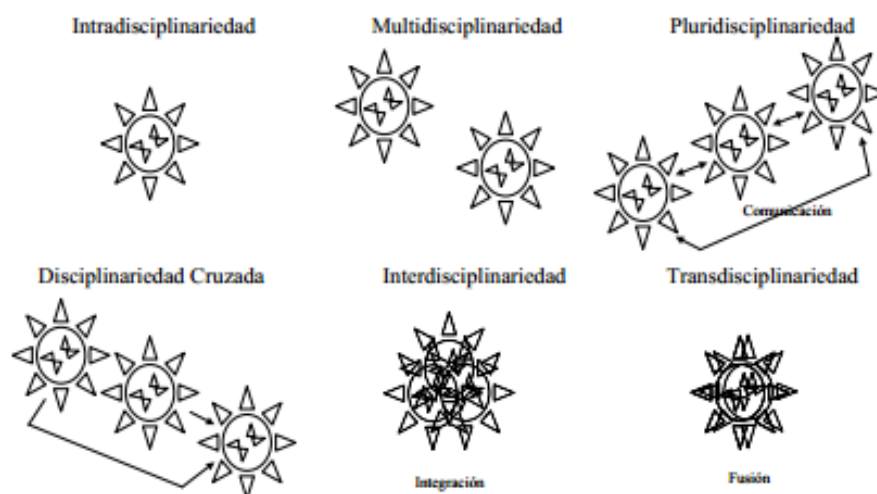 Intradisciplinariedad
Multidisciplinariedad
Pluridisciplinariedad
Comunicación
Disciplinariedad Cruzada
Interdisciplinariedad
Transdisciplinariedad
Integración
Fusión